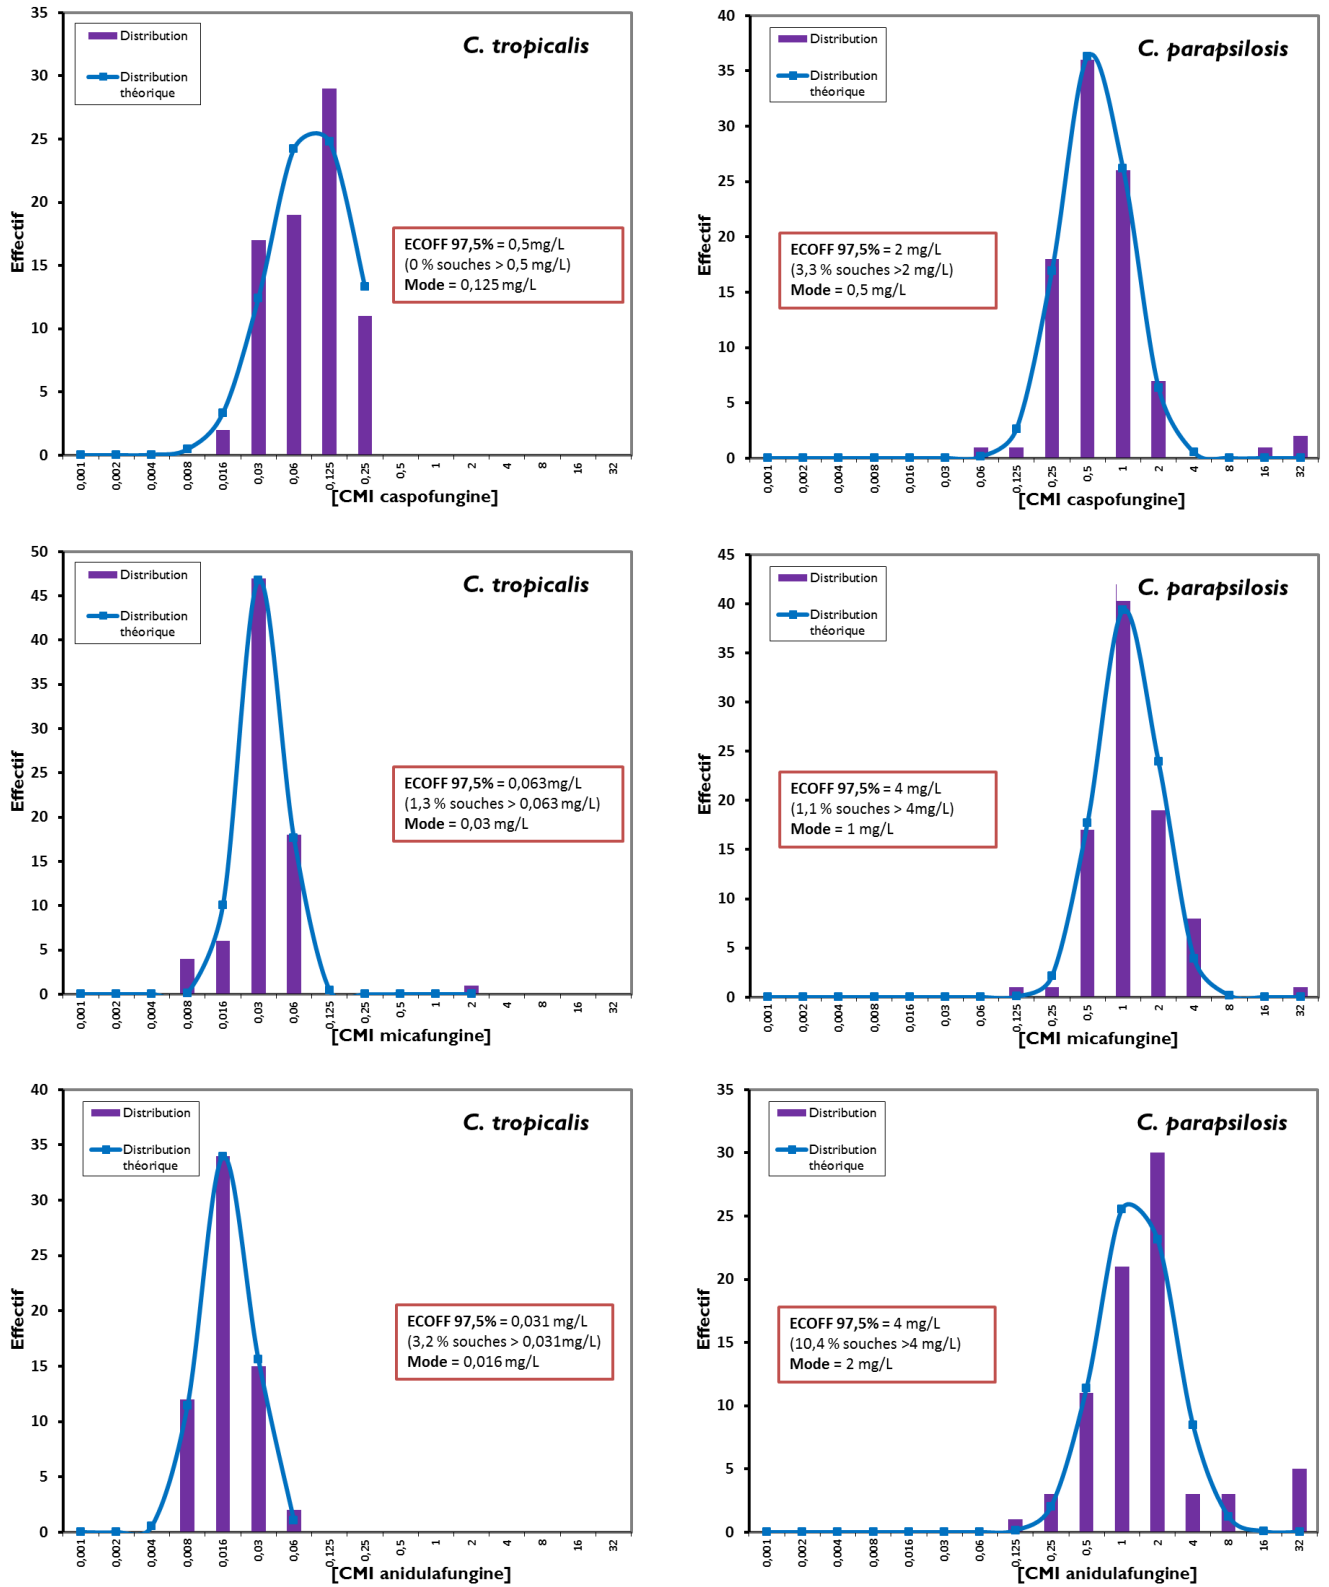 35
30
25
20
15
10
5
0
Effectif
Distribution
Distribution
théorique
C. tropicalis
ECOFF 97,5% = 0,5mg/L
(0 % souches > 0,5 mg/L)
Mode = 0,125 mg/L
0,001
0,002
0,004
0,008
0,016
0,03
0,06
0,125
0,25
0,5
1
2
4
8
16
32
[CMI caspofungine]
40
35
30
25
20
15
10
5
0
Effectif
Distribution
Distribution
théorique
C. parapsilosis
ECOFF 97,5% = 2 mg/L
(3,3 % souches >2 mg/L)
Mode = 0,5 mg/L
0,001
0,002
0,004
0,008
0,016
0,03
0,06
0,125
0,25
0,5
1
2
4
8
16
32
[CMI caspofungine]
50
45
40
35
30
25
20
15
10
5
0
Effectif
Distribution
Distribution
théorique
C. tropicalis
ECOFF 97,5% = 0,063mg/L
(1,3 % souches > 0,063 mg/L)
Mode = 0,03 mg/L
0,001
0,002
0,004
0,008
0,016
0,03
0,06
0,125
0,25
0,5
1
2
4
8
16
32
[CMI micafungine]
45
40
35
30
25
20
15
10
5
0
Effectif
Distribution
Distribution
théorique
C. parapsilosis
ECOFF 97,5% = 4 mg/L
(1,1 % souches > 4mg/L)
Mode = 1 mg/L
0,001
0,002
0,004
0,008
0,016
0,03
0,06
0,125
0,25
0,5
1
2
4
8
16
32
[CMI micafungine]
40
35
30
25
20
15
10
5
0
Effectif
Distribution
Distribution
théorique
C. tropicalis
ECOFF 97,5% = 0,031 mg/L
(3,2 % souches > 0,031mg/L)
Mode = 0,016 mg/L
0,001
0,002
0,004
0,008
0,016
0,03
0,06
0,125
0,25
0,5
1
2
4
8
16
32
[CMI anidulafungine]
35
30
25
20
15
10
5
0
Effectif
Distribution
Distribution
théorique
C. parapsilosis
ECOFF 97,5% = 4 mg/L
(10,4 % souches >4 mg/L)
Mode = 2 mg/L
0,001
0,002
0,004
0,008
0,016
0,03
0,06
0,125
0,25
0,5
1
2
4
8
16
32
[CMI anidulafungine]